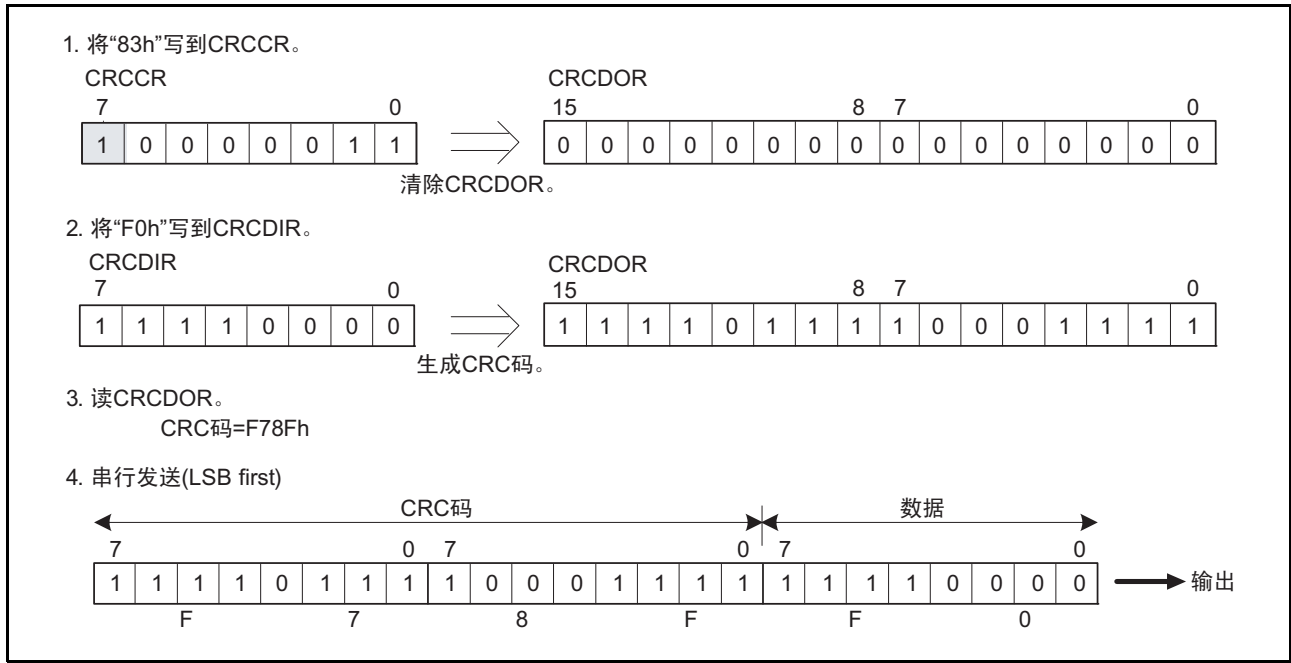 1. 将“83h”写到CRCCR。
CRCCR CRCDOR
7 0 15 8 7 0
1 0 0 0 0 0 1 1 0 0 0 0 0 0 0 0 0 0 0 0 0 0 0 0
清除CRCDOR。
2. 将“F0h”写到CRCDIR。
CRCDIR CRCDOR
7 0 15 8 7 0
1 1 1 1 0 0 0 0 1 1 1 1 0 1 1 1 1 0 0 0 1 1 1 1
生成CRC码。
3. 读CRCDOR。
CRC码=F78Fh
4. 串行发送(LSB first)
CRC码 数据
7 0 7 0 7 0
1 1 1 1 0 1 1 1 1 0 0 0 1 1 1 1 1 1 1 1 0 0 0 0 输出
F 7 8 F F 0